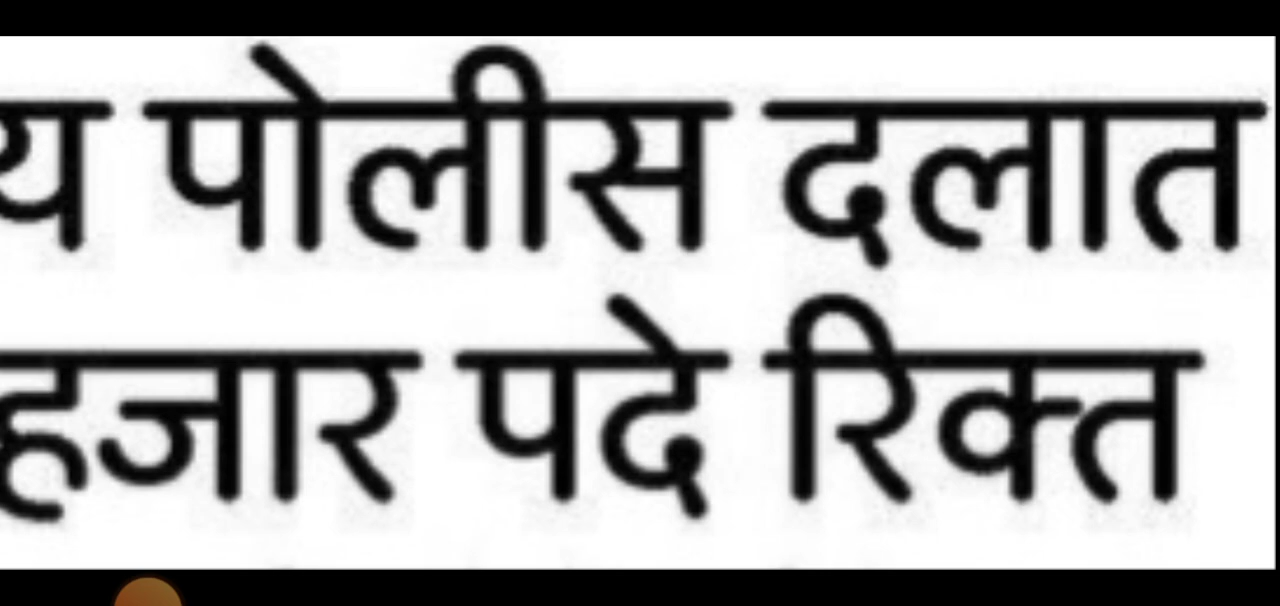 य पोलीस दलात
हजार पदे रिक्त